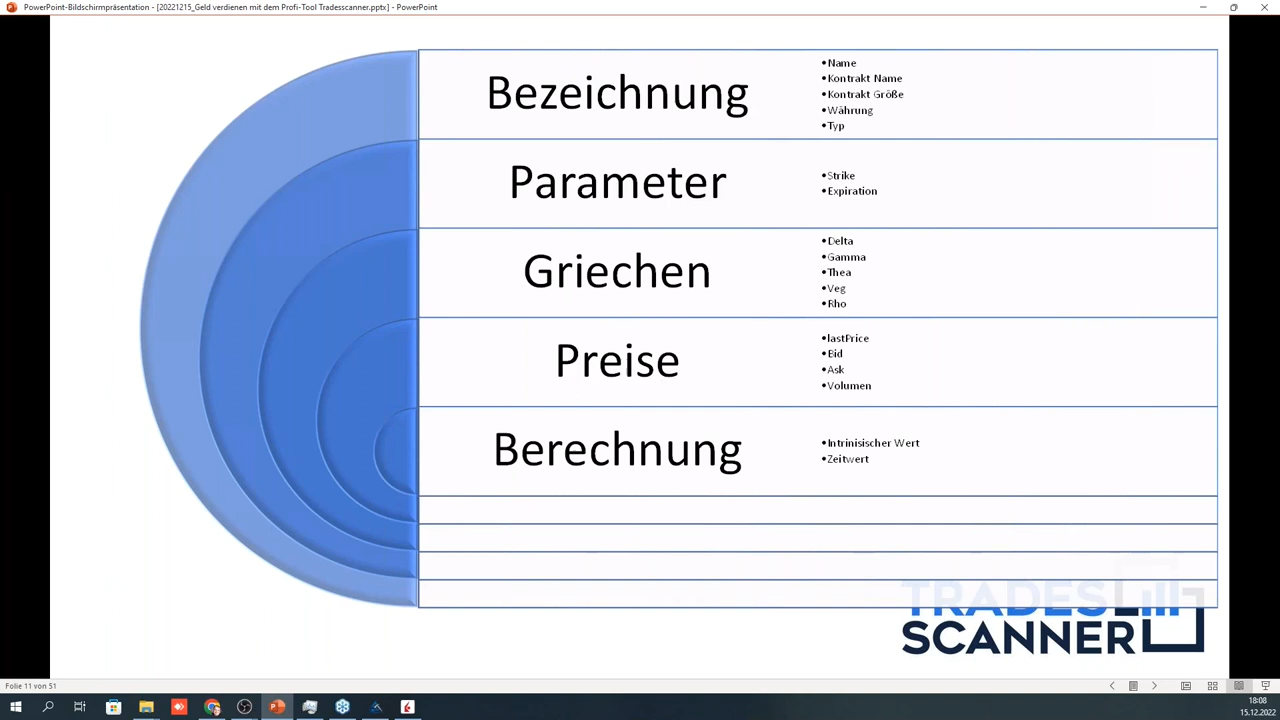 PowerPoint-Bildschirmpräsentation - [20221215_Geld verdienen mit dem Profi-Tool Tradesscanner.pptx] - PowerPoint
Bezeichnung
•Name
•Kontrakt Name
•Kontrakt Größe
•Währung
•Typ
Parameter
•Strike
•Expiration
Griechen
•Delta
•Gamma
•Thea
•Veg
•Rho
Preise
•lastPrice
•Bid
•Ask
•Volumen
Berechnung
•Intrinisischer Wert
•Zeitwert
TRADES
SCANNER
Folie 11 von 51
18:08
15.12.2022